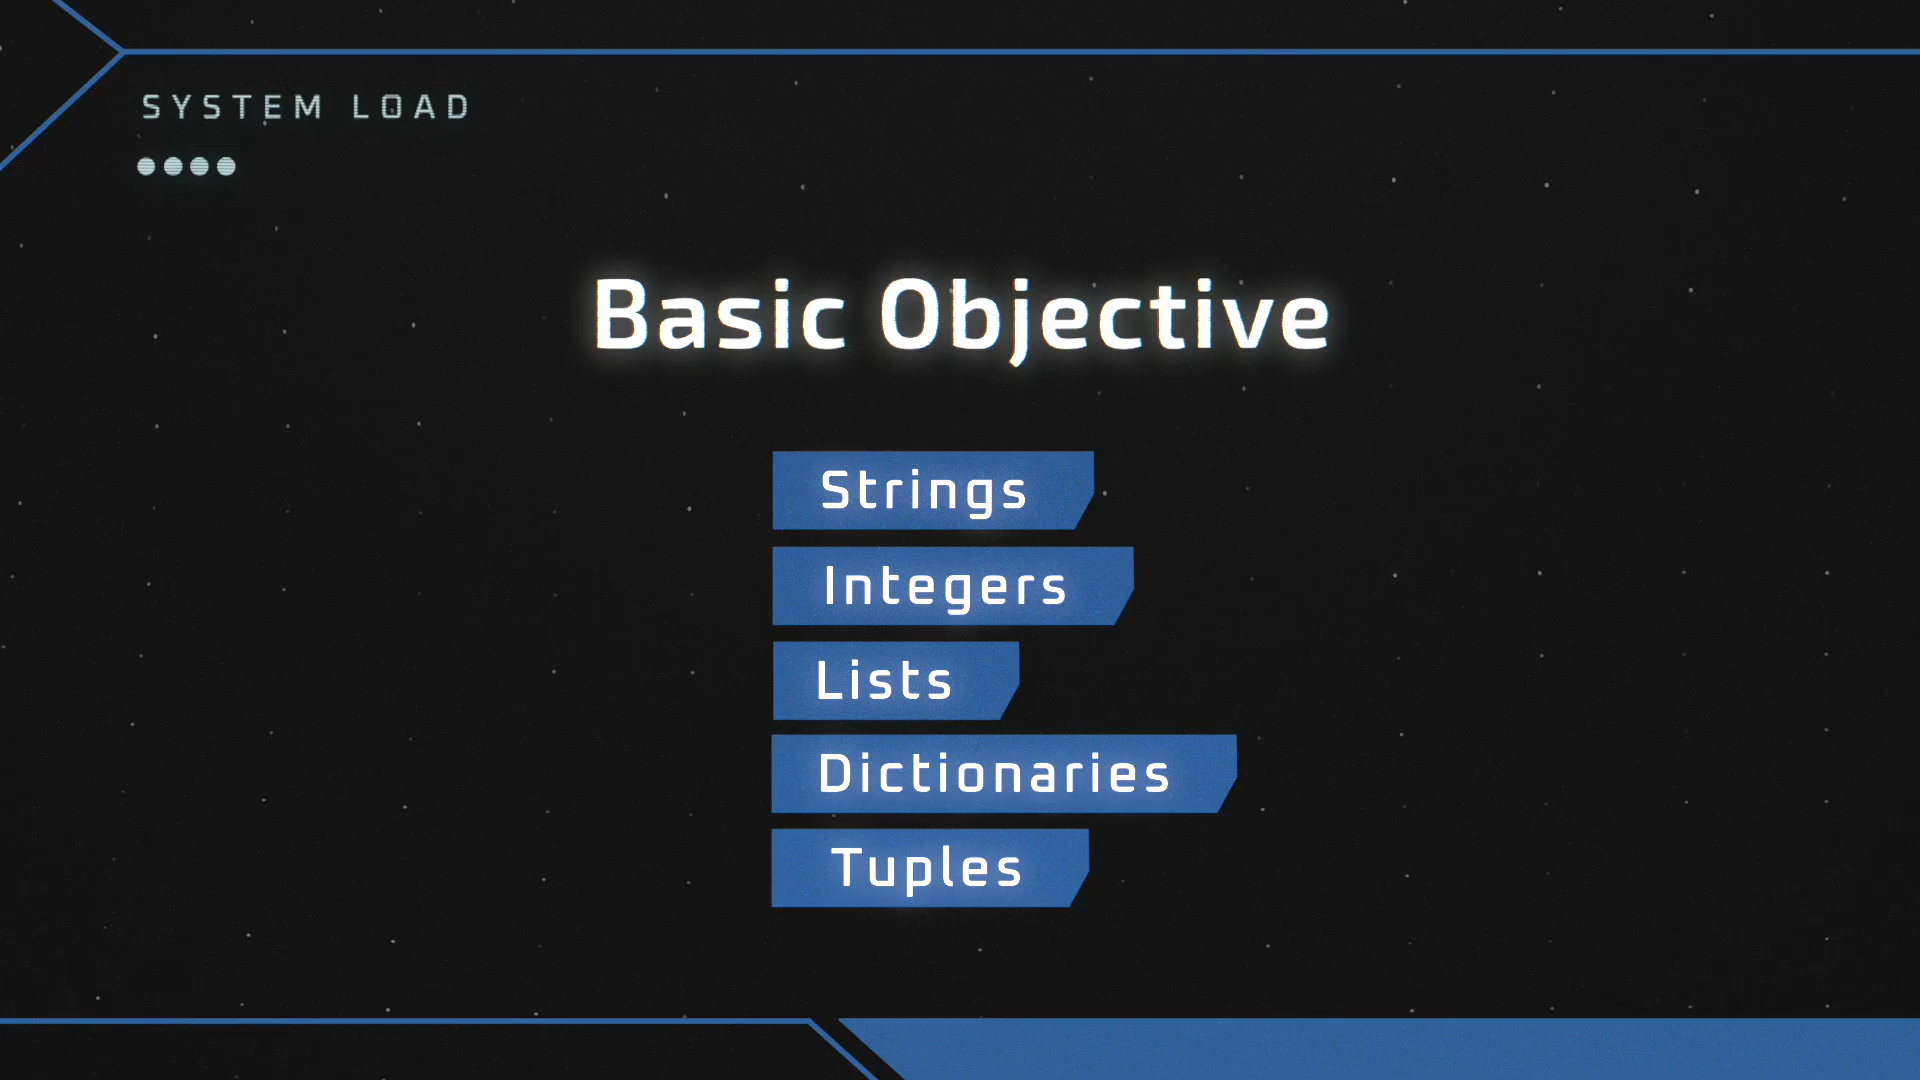 SYSTEM LOAD
Basic Objective
Strings
Integers
Lists
Dictionaries
Tuples